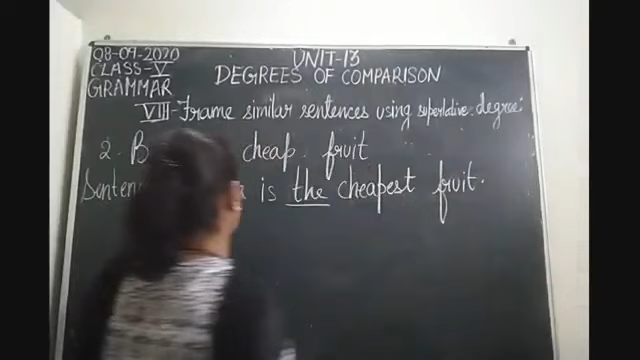 08-09-2020
CLASS-V
GRAMMAR
UNIT-13
DEGREES OF COMPARISON
VIII-Frame similar sentences using superlative degree:
2. B cheap fruit
Senten is the cheapest fruit.